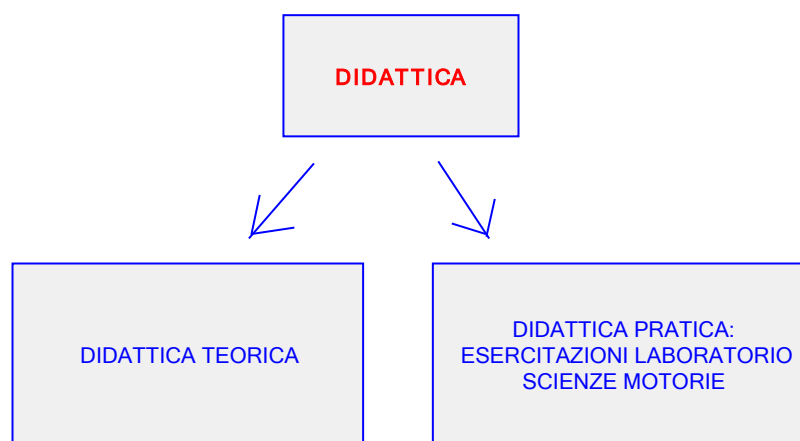 DIDATTICA
DIDATTICA TEORICA
DIDATTICA PRATICA:
ESERCITAZIONI LABORATORIO
SCIENZE MOTORIE